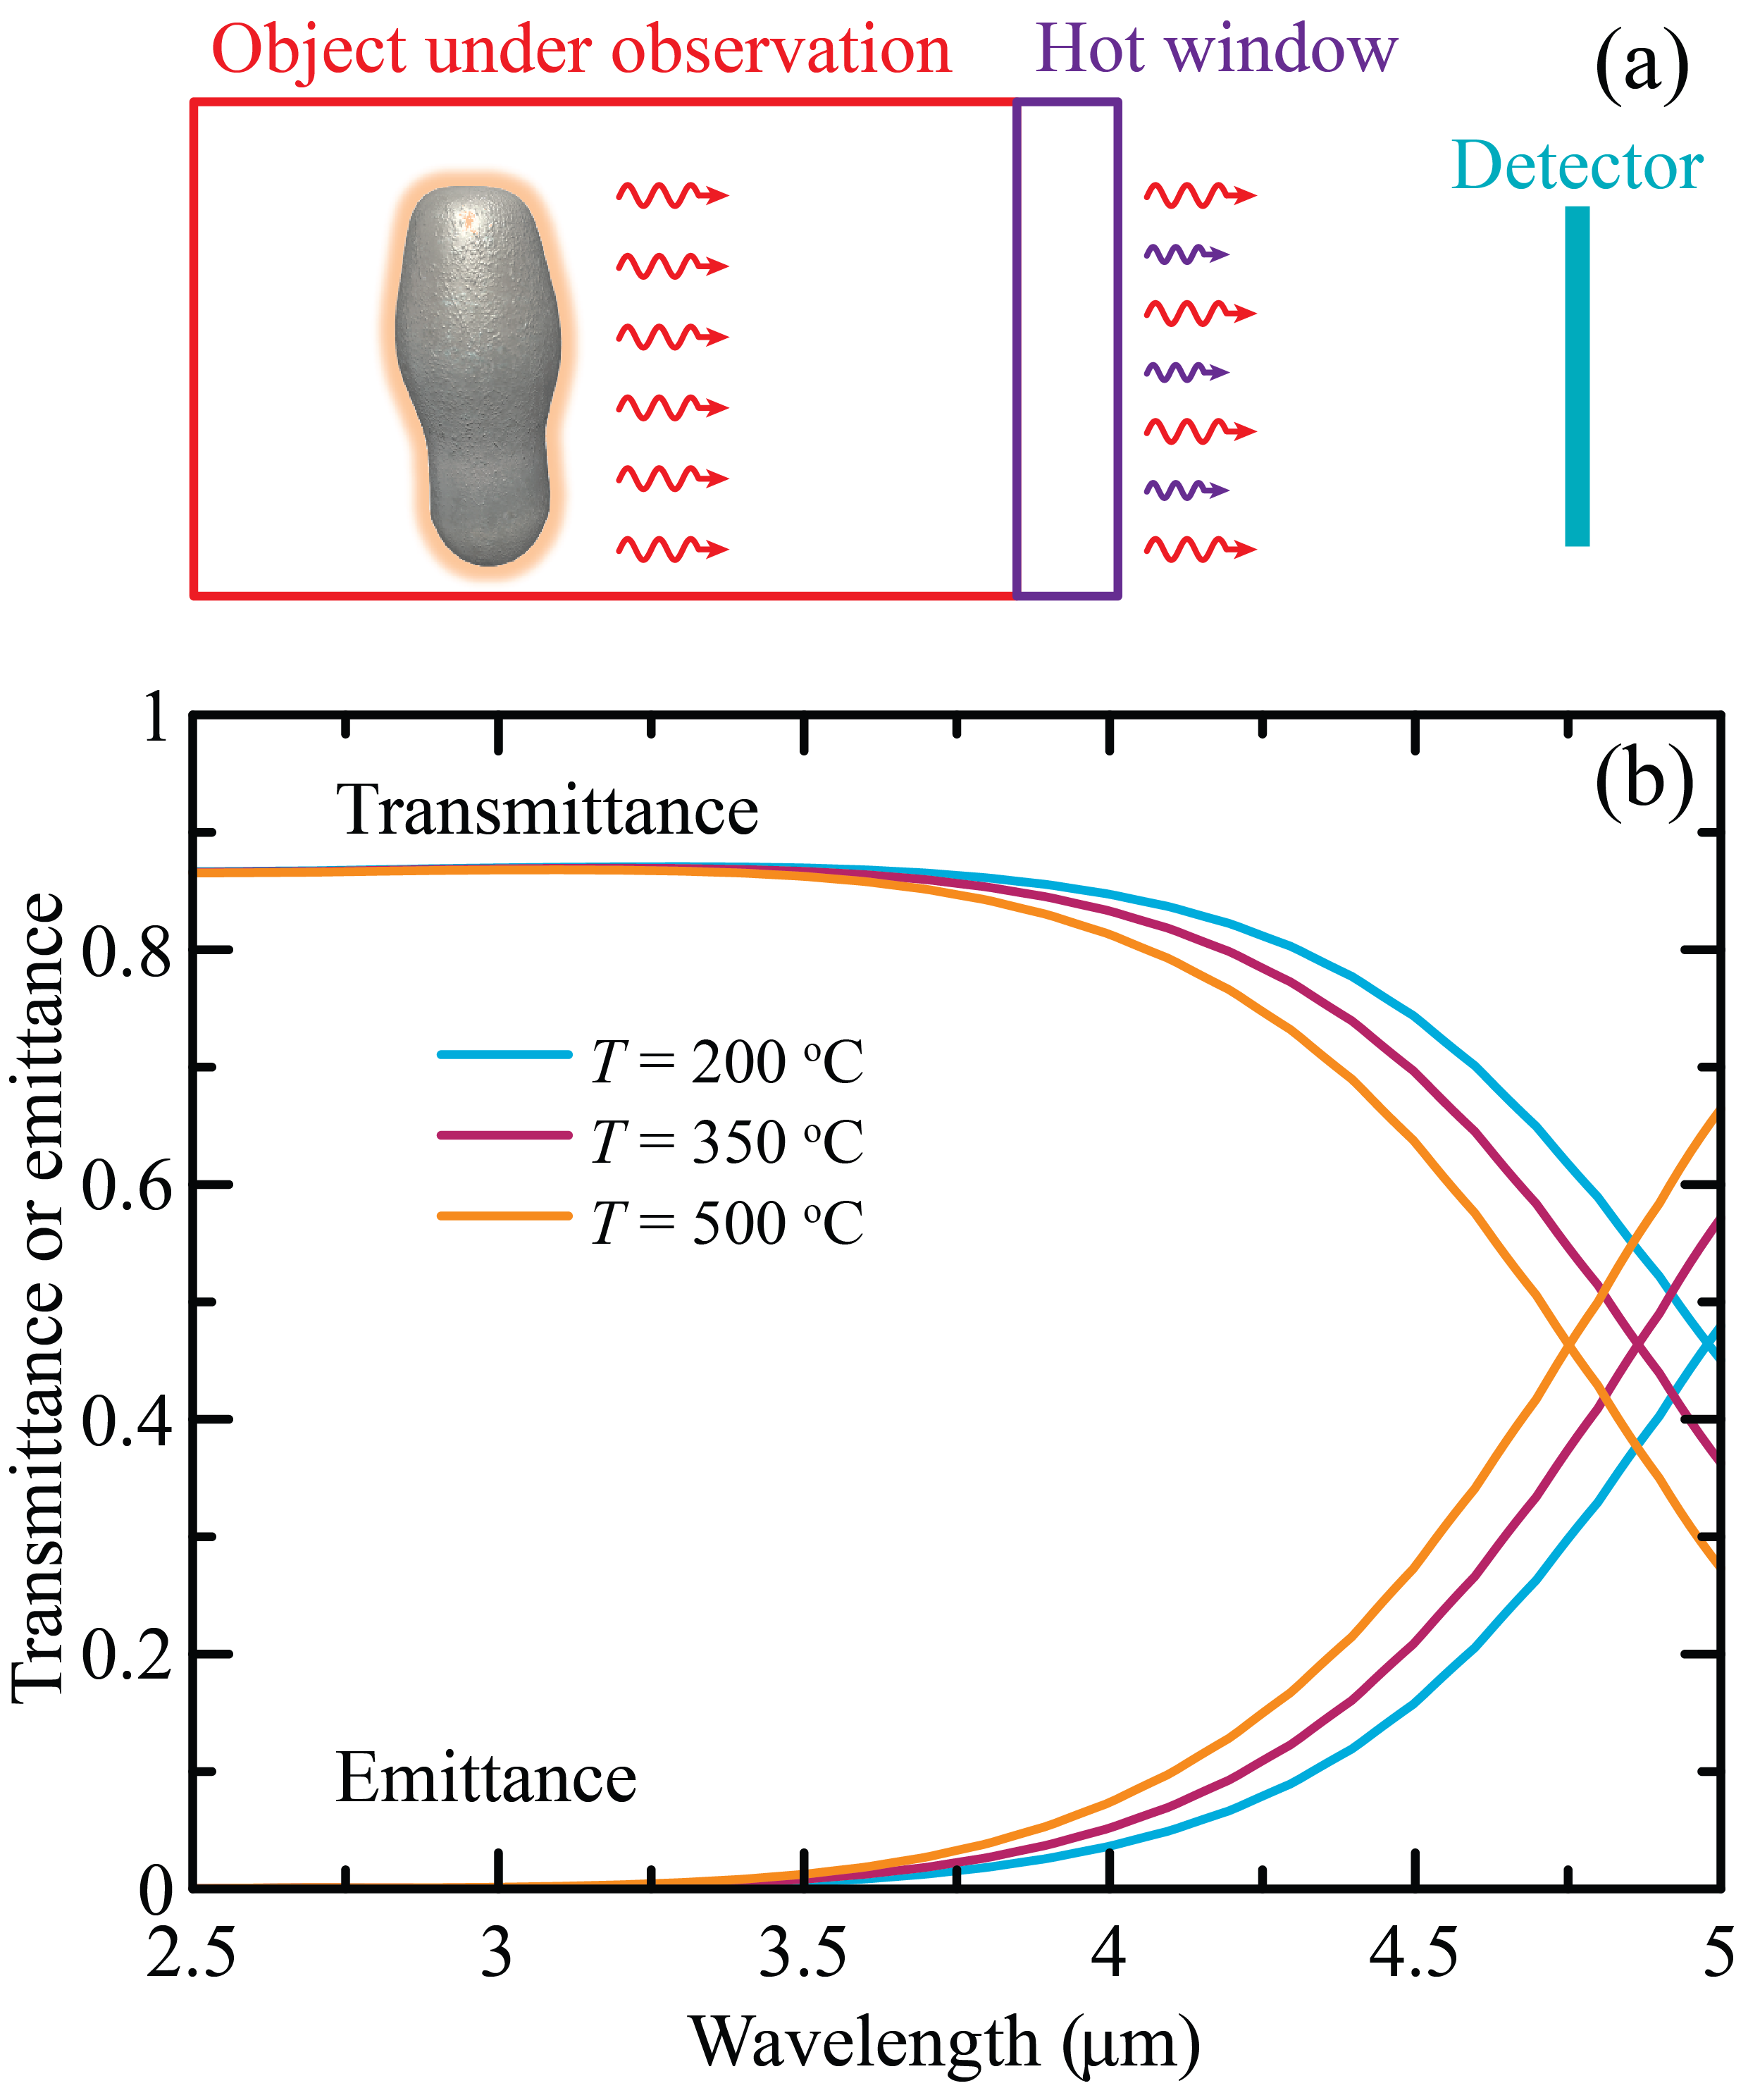 Object under observation
Hot window
(a)
Detector
(b)
Transmittance
T = 200 °C
T = 350 °C
T = 500 °C
Emittance
Transmittance or emittance
1
0.8
0.6
0.4
0.2
0
2.5
3
3.5
4
4.5
5
Wavelength (μm)